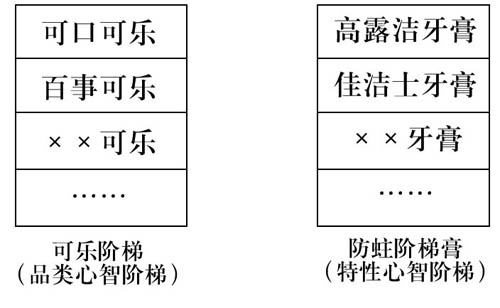 可口可乐
百事可乐
× × 可乐
……
可乐阶梯
（品类心智阶梯）
高露洁牙膏
佳洁士牙膏
× × 牙膏
……
防蛀阶梯膏
（特性心智阶梯）